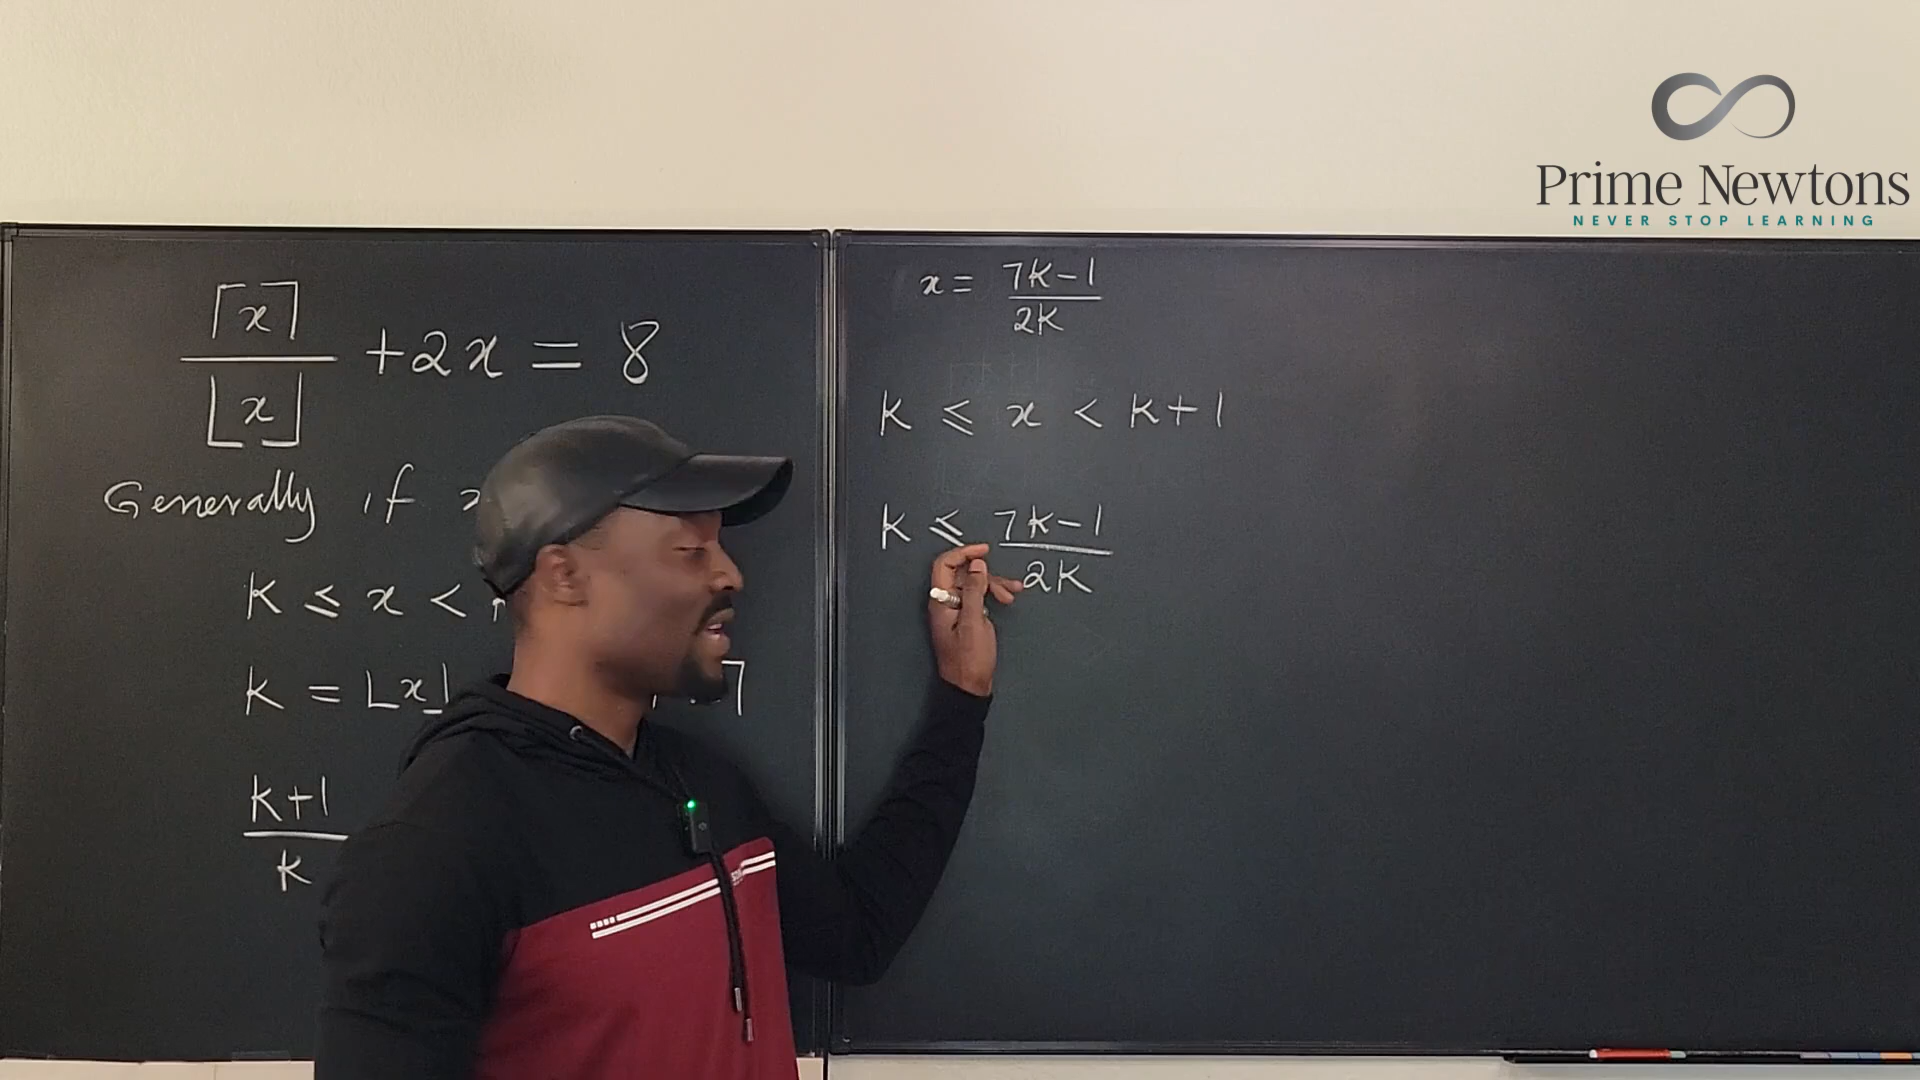 Prime Newtons
NEVER STOP LEARNING
⌈x⌉
⌊x⌋
+2x = 8
Generally if x
K ≤ x <
K = ⌊x⌋
⌉
K+1
K
x = 7K-1
2K
K ≤ x < K+1
K ≤ 7K-1
2K